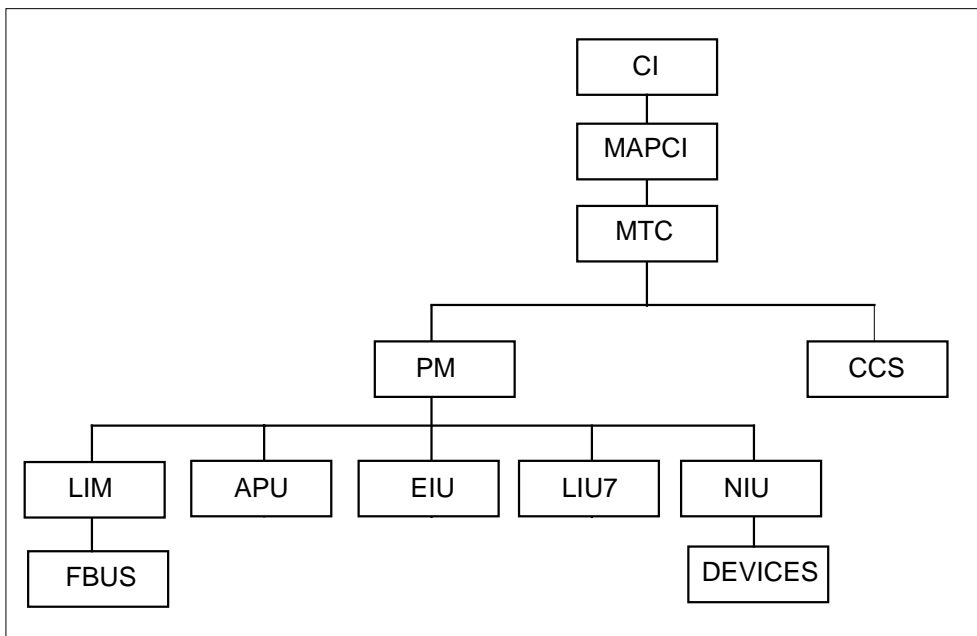 CI
MAPCI
MTC
PM
CCS
LIM
APU
EIU
LIU7
NIU
FBUS
DEVICES